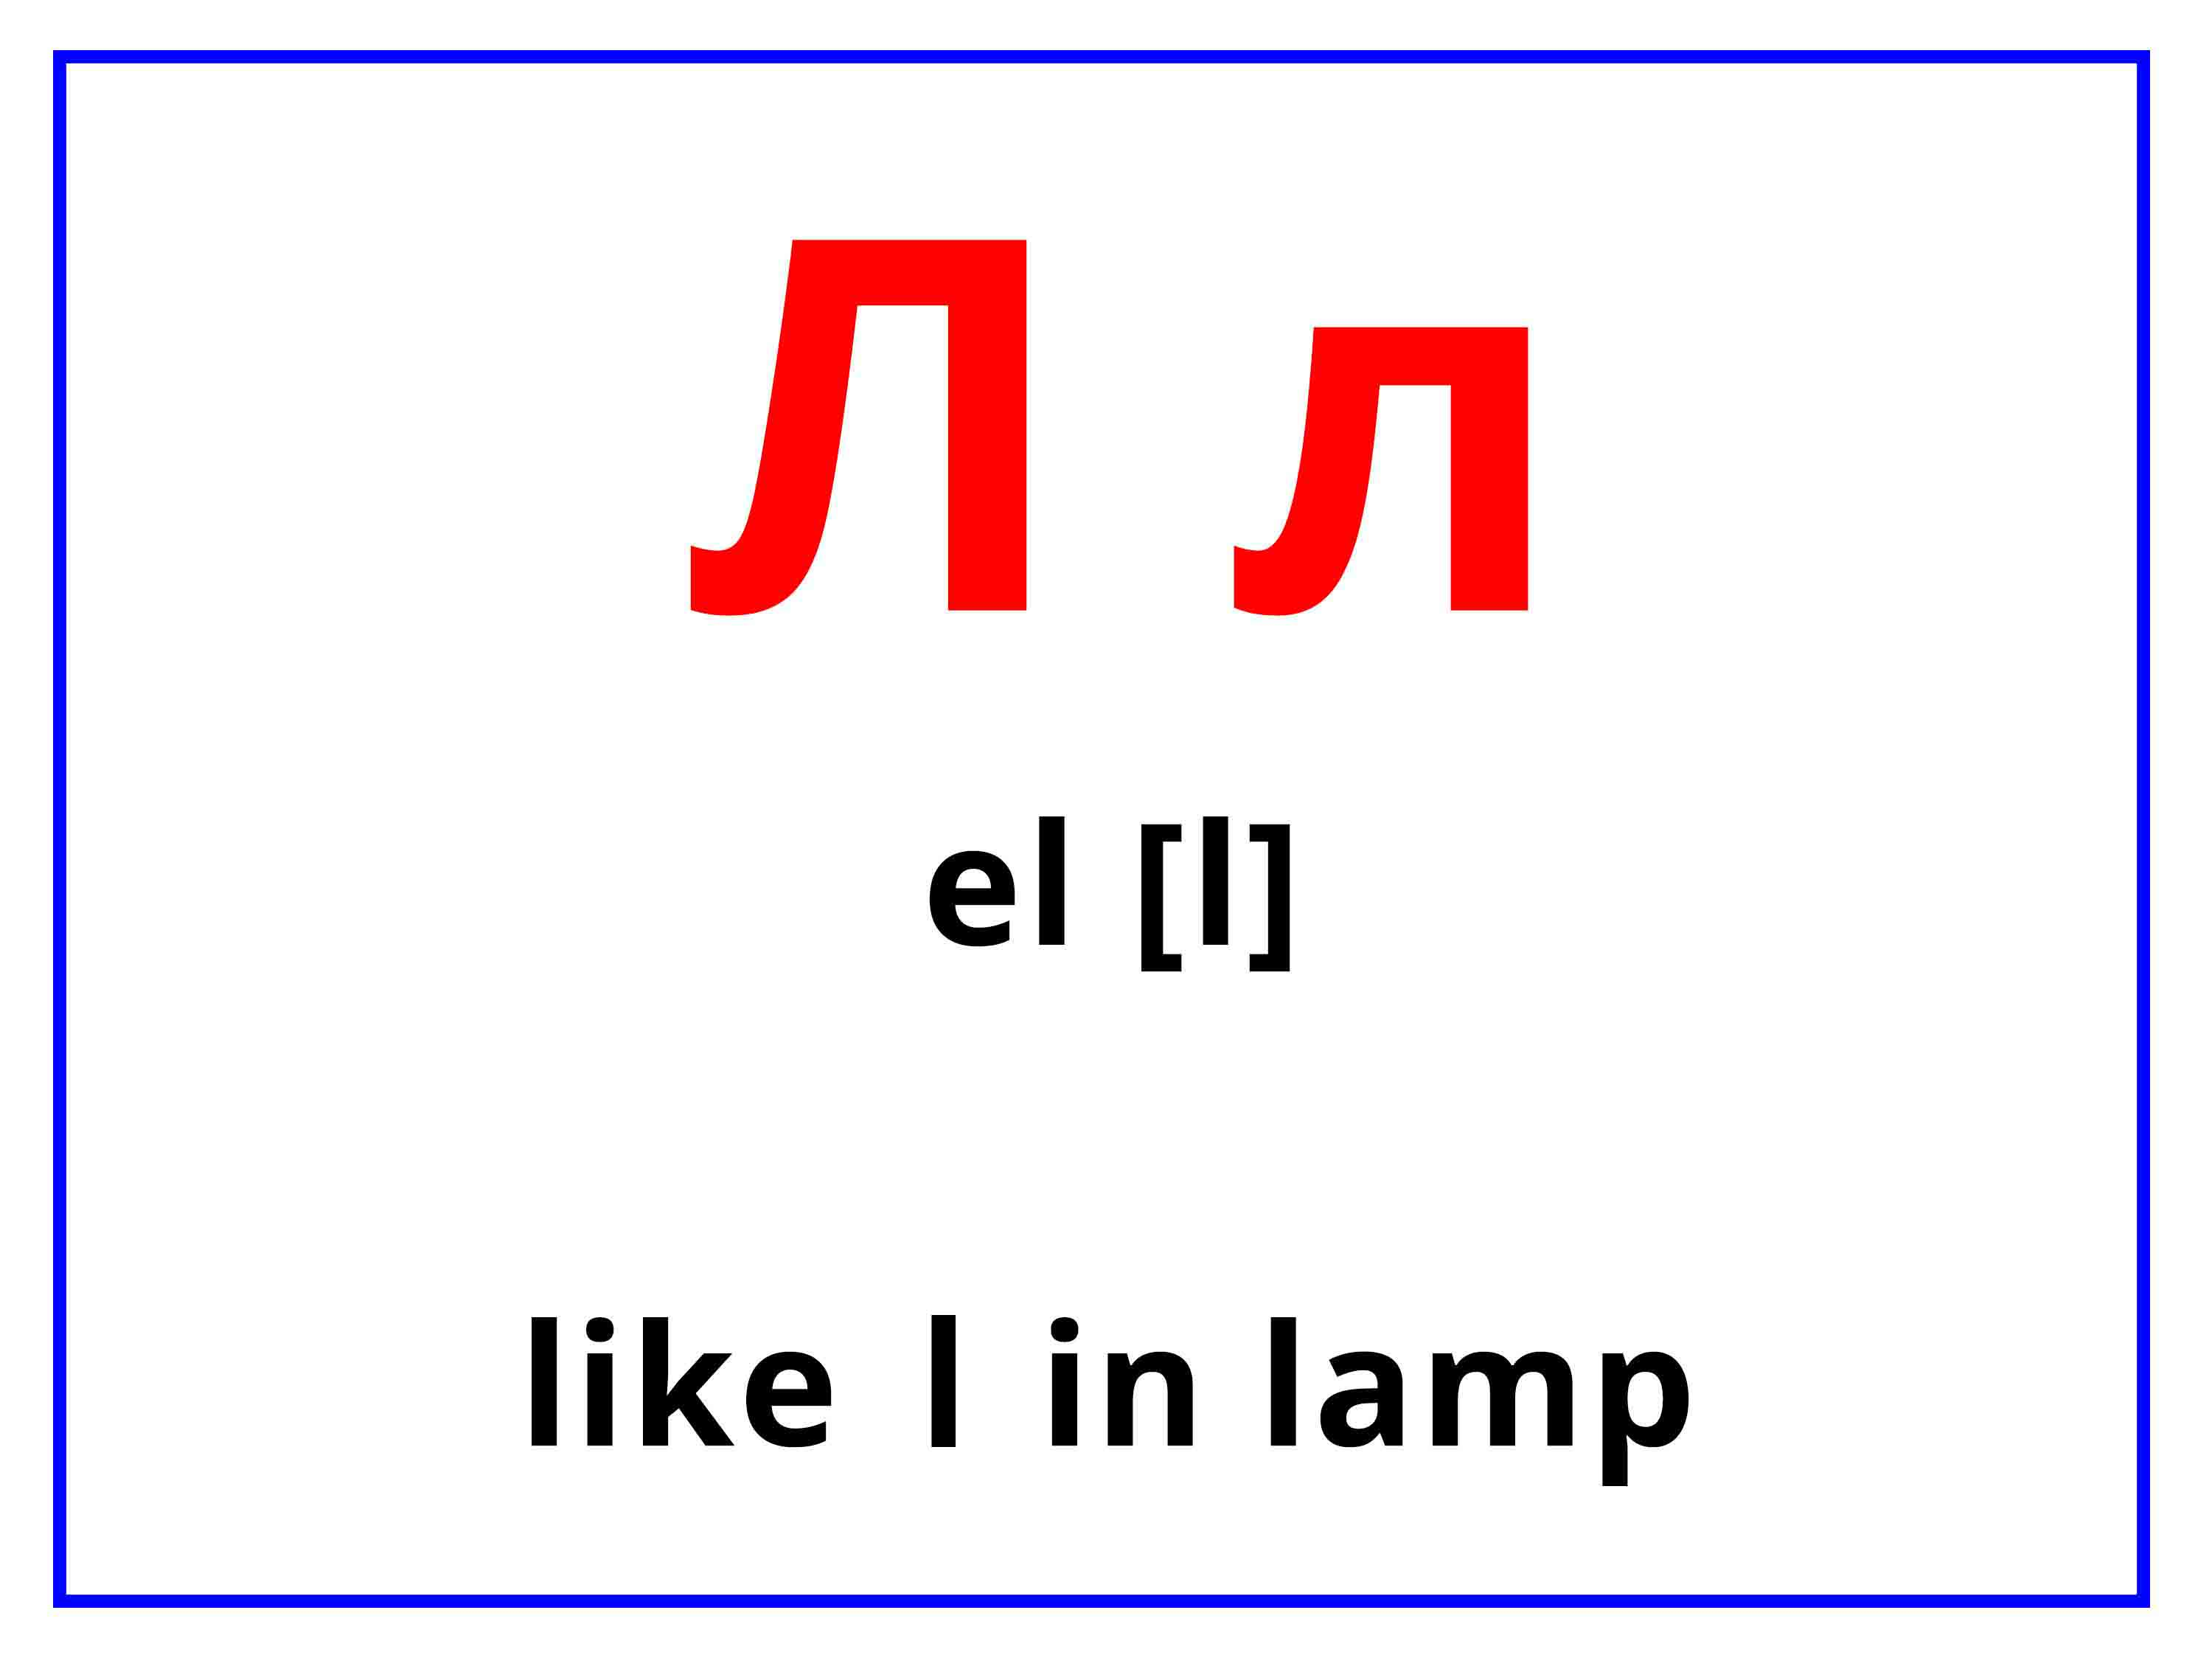 Л л
el [l]
like l in lamp